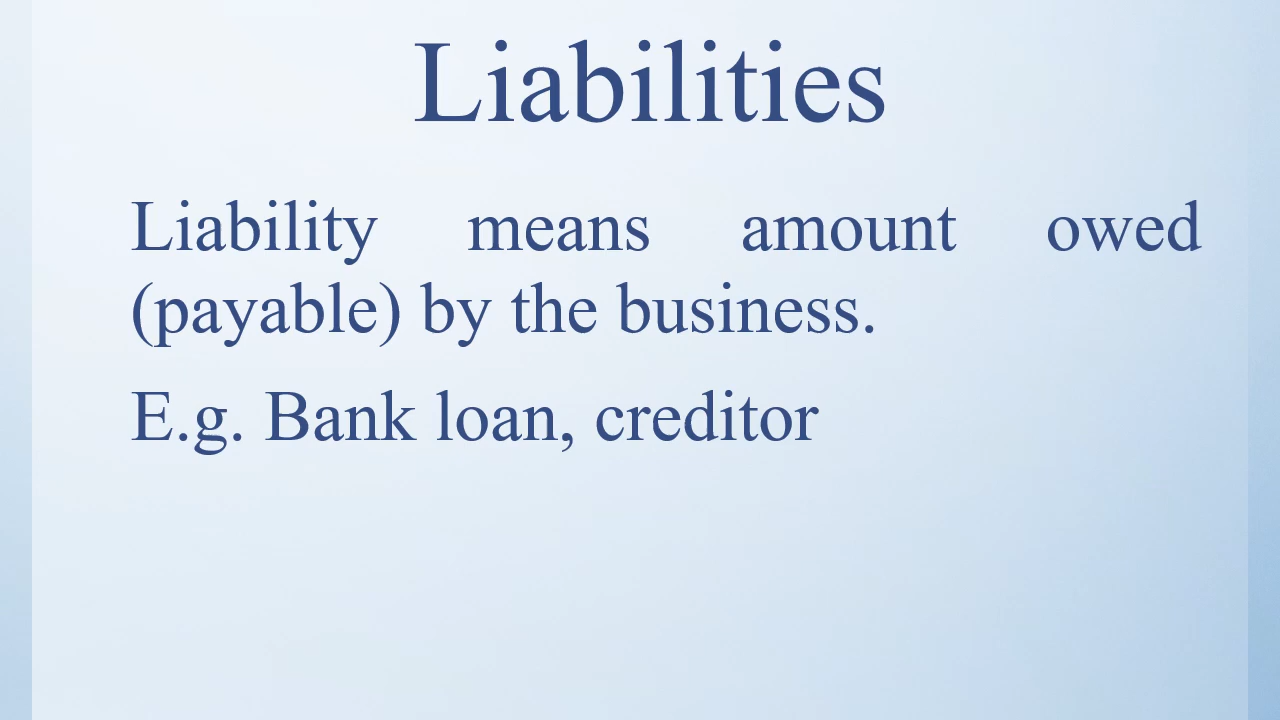 Liabilities
Liability means amount owed
(payable) by the business.
E.g. Bank loan, creditor